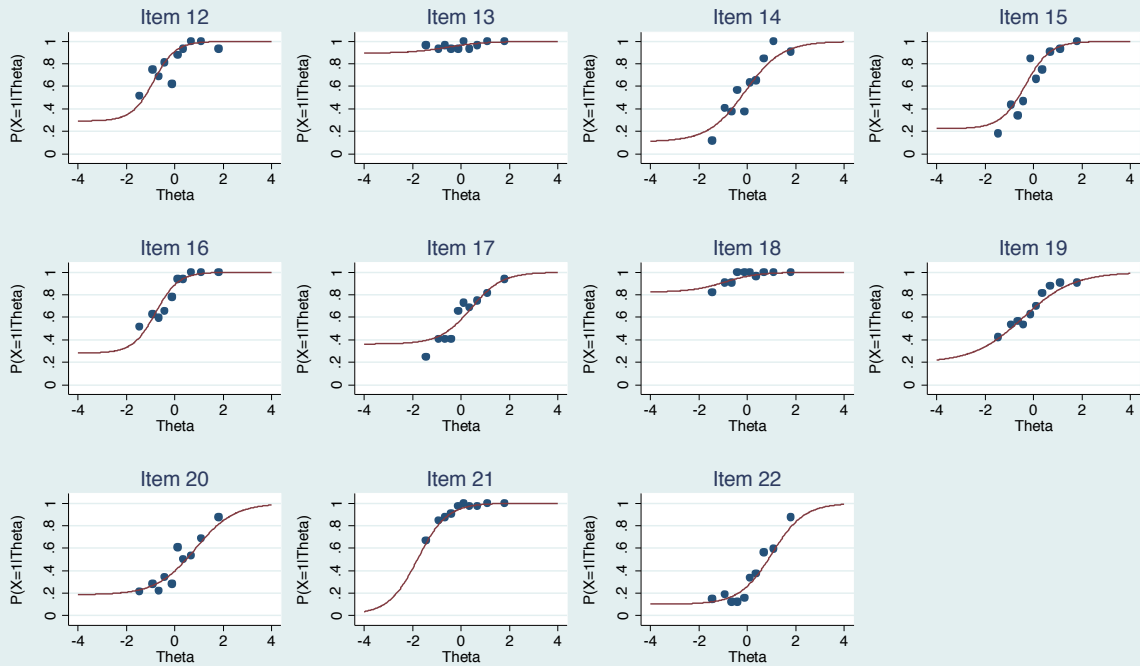 Item 12
P(X=1|Theta)
0 .2 .4 .6 .8 1
-4 -2 0 2 4
Theta
Item 13
P(X=1|Theta)
0 .2 .4 .6 .8 1
-4 -2 0 2 4
Theta
Item 14
P(X=1|Theta)
0 .2 .4 .6 .8 1
-4 -2 0 2 4
Theta
Item 15
P(X=1|Theta)
0 .2 .4 .6 .8 1
-4 -2 0 2 4
Theta
Item 16
P(X=1|Theta)
0 .2 .4 .6 .8 1
-4 -2 0 2 4
Theta
Item 17
P(X=1|Theta)
0 .2 .4 .6 .8 1
-4 -2 0 2 4
Theta
Item 18
P(X=1|Theta)
0 .2 .4 .6 .8 1
-4 -2 0 2 4
Theta
Item 19
P(X=1|Theta)
0 .2 .4 .6 .8 1
-4 -2 0 2 4
Theta
Item 20
P(X=1|Theta)
0 .2 .4 .6 .8 1
-4 -2 0 2 4
Theta
Item 21
P(X=1|Theta)
0 .2 .4 .6 .8 1
-4 -2 0 2 4
Theta
Item 22
P(X=1|Theta)
0 .2 .4 .6 .8 1
-4 -2 0 2 4
Theta